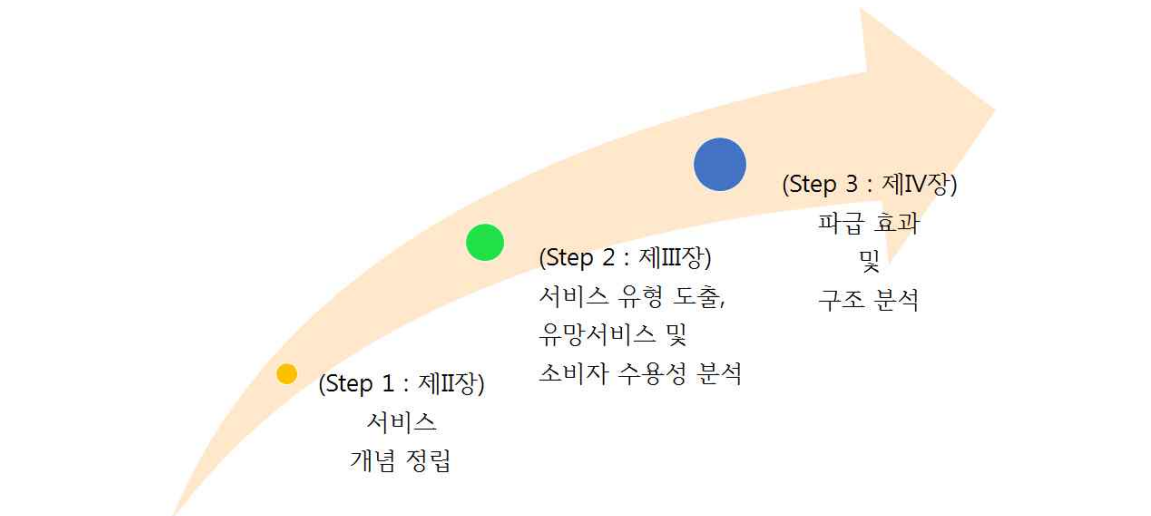 (Step 1 : 제II장)
서비스
개념 정립
(Step 2 : 제III장)
서비스 유형 도출,
유망서비스 및
소비자 수용성 분석
(Step 3 : 제IV장)
파급 효과
및
구조 분석